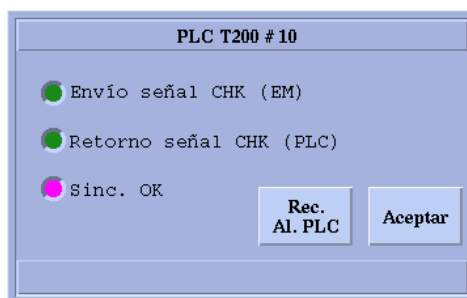 PLC T200 # 10
Envío señal CHK (EM)
Retorno señal CHK (PLC)
Sinc. OK
Rec.
Al. PLC
Aceptar